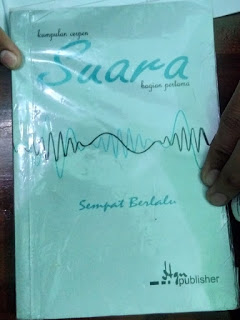 kumpulan cerpen
Suara
bagian pertama
Sempat Berlalu
publisher